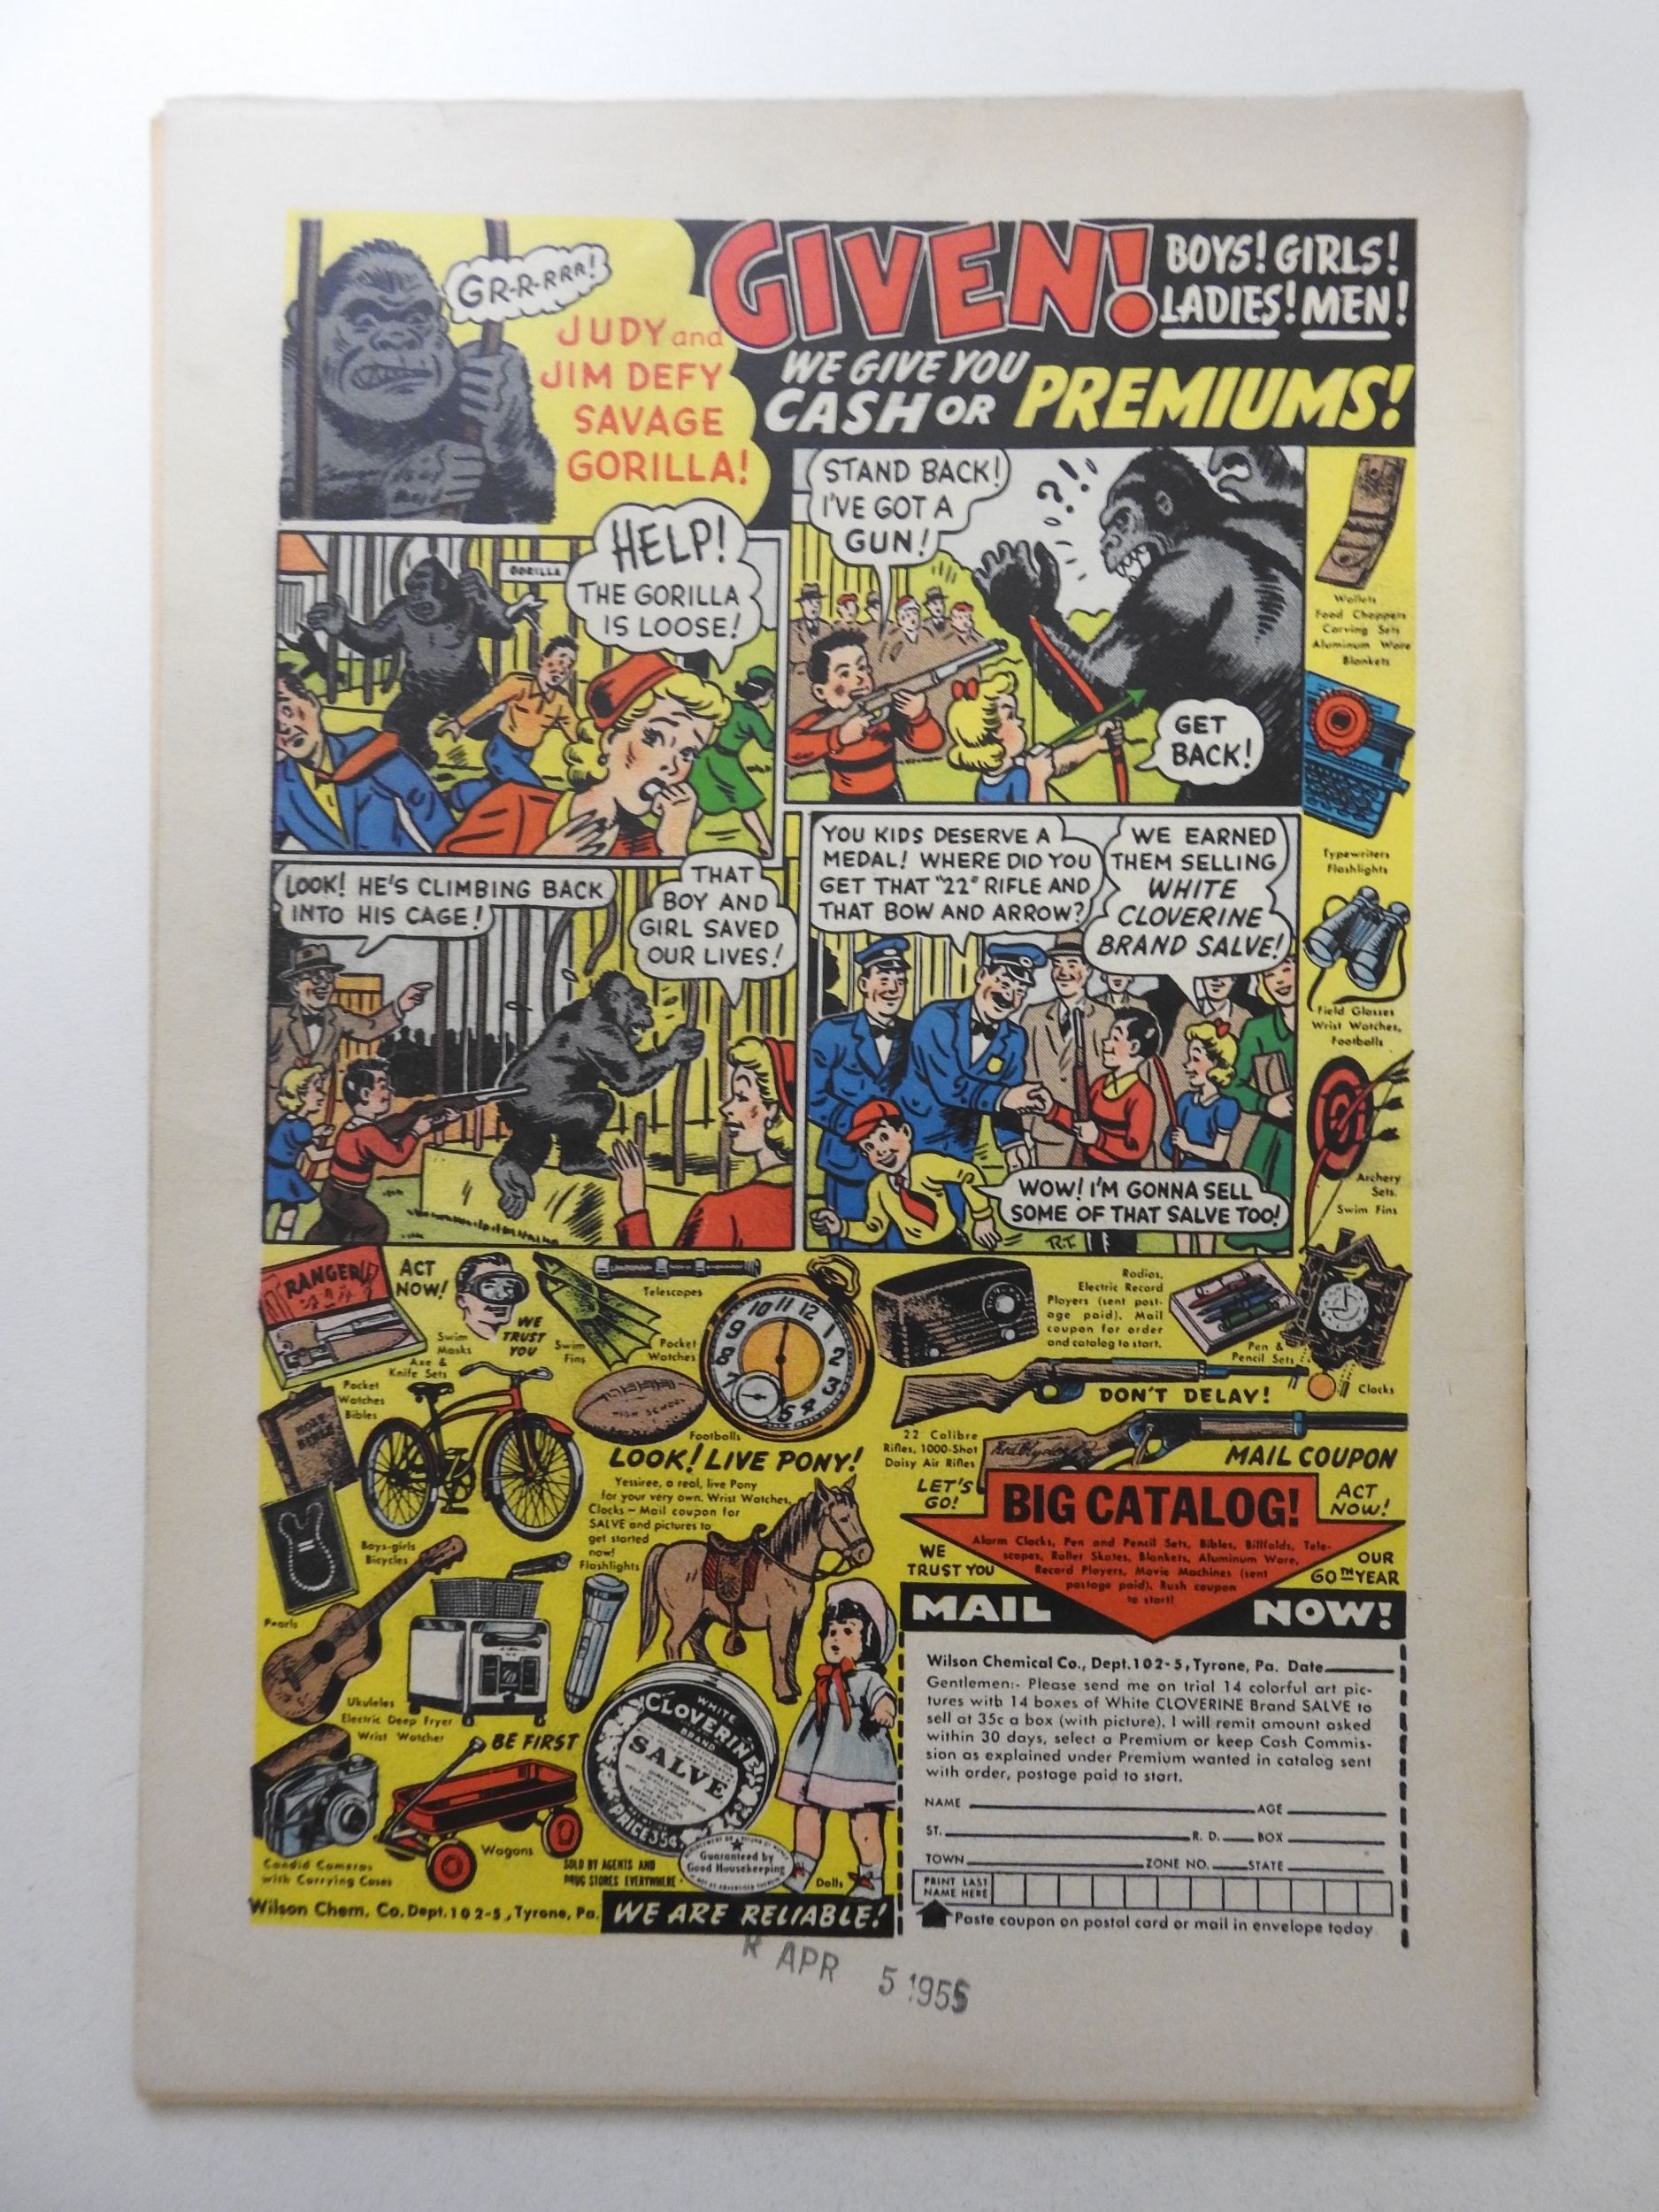 GR-R-RRR!
JUDY and
JIM DEFY
SAVAGE
GORILLA!
GIVEN!
BOYS! GIRLS!
LADIES! MEN!
WE GIVE YOU
CASH OR PREMIUMS!
HELP!
THE GORILLA
IS LOOSE!
GORILLA
STAND BACK!
I'VE GOT A
GUN!
?!!
GET
BACK!
LOOK! HE'S CLIMBING BACK
INTO HIS CAGE!
THAT
BOY AND
GIRL SAVED
OUR LIVES!
YOU KIDS DESERVE A
MEDAL! WHERE DID YOU
GET THAT "22" RIFLE AND
THAT BOW AND ARROW?
WE EARNED
THEM SELLING
WHITE
CLOVERINE
BRAND SALVE!
WOW! I'M GONNA SELL
SOME OF THAT SALVE TOO!
R.F.
Wallets
Food Choppers
Carving Sets
Aluminum Ware
Blankets
Typewriters
Flashlights
Field Glasses
Wrist Watches,
Footballs
Archery
Sets.
Swim Fins
RANGER
ACT
NOW!
Swim
Masks
Axe &
Knife Sets
WE
TRUST
YOU
Swim
Fins
Telescopes
Pocket
Watches
10 11 12
9 1
8 2
7 3
5 4
Radios,
Electric Record
Players (sent post-
age paid). Mail
coupon for order
and catalog to start.
Pen &
Pencil Sets
Clocks
Pocket
Watches
Bibles
HOLY
BIBLE
HIGH SCHOOL
Footballs
DON'T DELAY!
22 Calibre
Rifles, 1000-Shot
Daisy Air Rifles
MAIL COUPON
LOOK! LIVE PONY!
Yessiree, a real, live Pony
for your very own. Wrist Watches,
Clocks - Mail coupon for
SALVE and pictures to
get started
now!
Flashlights
LET'S
GO!
BIG CATALOG!
ACT
NOW!
Alarm Clocks, Pen and Pencil Sets, Bibles, Billfolds, Tele-
scopes, Roller Skates, Blankets, Aluminum Ware,
Record Players, Movie Machines (sent
postage paid). Rush coupon
to start!
WE
TRUST YOU
OUR
60TH YEAR
MAIL NOW!
Boys-girls
Bicycles
Pearls
Ukuleles
Electric Deep Fryer
Wrist Watches
BE FIRST
Wagons
Candid Cameras
with Carrying Cases
WHITE
CLOVERINE
BRAND
SALVE
DIRECTIONS
PRICE 35¢
Guaranteed by
Good Housekeeping
SOLD BY AGENTS AND
DRUG STORES EVERYWHERE
Dolls
Wilson Chem. Co. Dept. 102-5, Tyrone, Pa.
WE ARE RELIABLE!
Wilson Chemical Co., Dept. 102-5, Tyrone, Pa. Date
Gentlemen:- Please send me on trial 14 colorful art pic-
tures with 14 boxes of White CLOVERINE Brand SALVE to
sell at 35c a box (with picture). I will remit amount asked
within 30 days, select a Premium or keep Cash Commis-
sion as explained under Premium wanted in catalog sent
with order, postage paid to start.
NAME AGE
ST. R. D. BOX
TOWN ZONE NO. STATE
PRINT LAST
NAME HERE
Paste coupon on postal card or mail in envelope today
R APR 5 1955